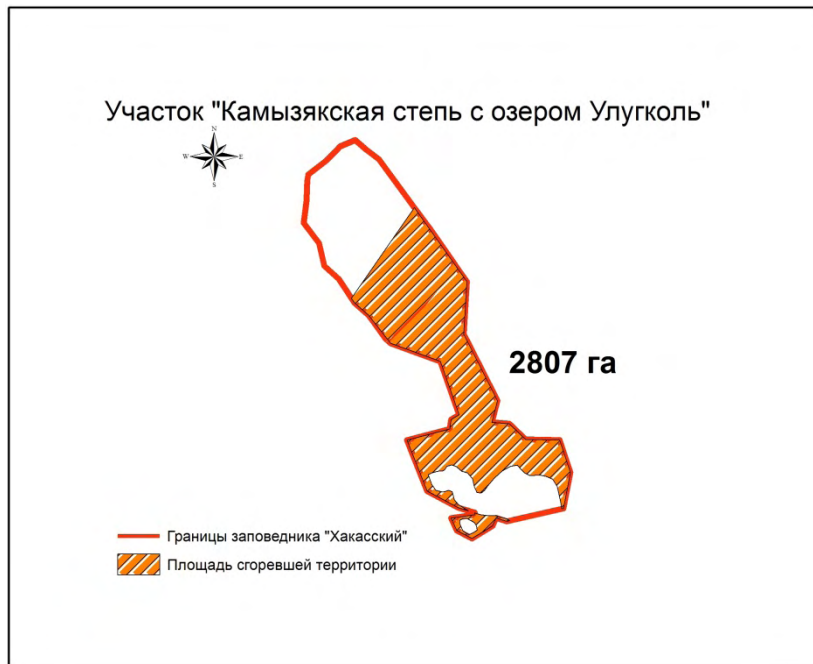 Участок "Камызякская степь с озером Улугколь"
N
W
E
S
2807 га
Границы заповедника "Хакасский"
Площадь сгоревшей территории